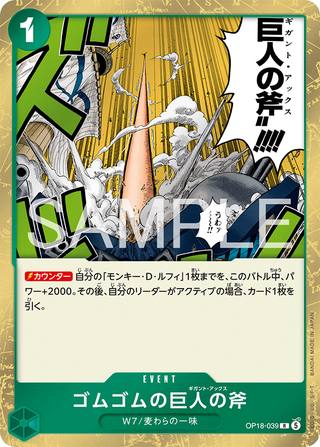 1
ギガント・アックス
巨人の斧"!!!!
うわァ
SAMPLE
カウンター 自分の「モンキー・D・ルフィ」1枚までを、このバトル中、パ
ワー+2000。その後、自分のリーダーがアクティブの場合、カード1枚を
引く。
EVENT
ギガント・アックス
ゴムゴムの巨人の斧
W7/麦わらの一味
OP18-039 R
BANDAI MADE IN JAPAN